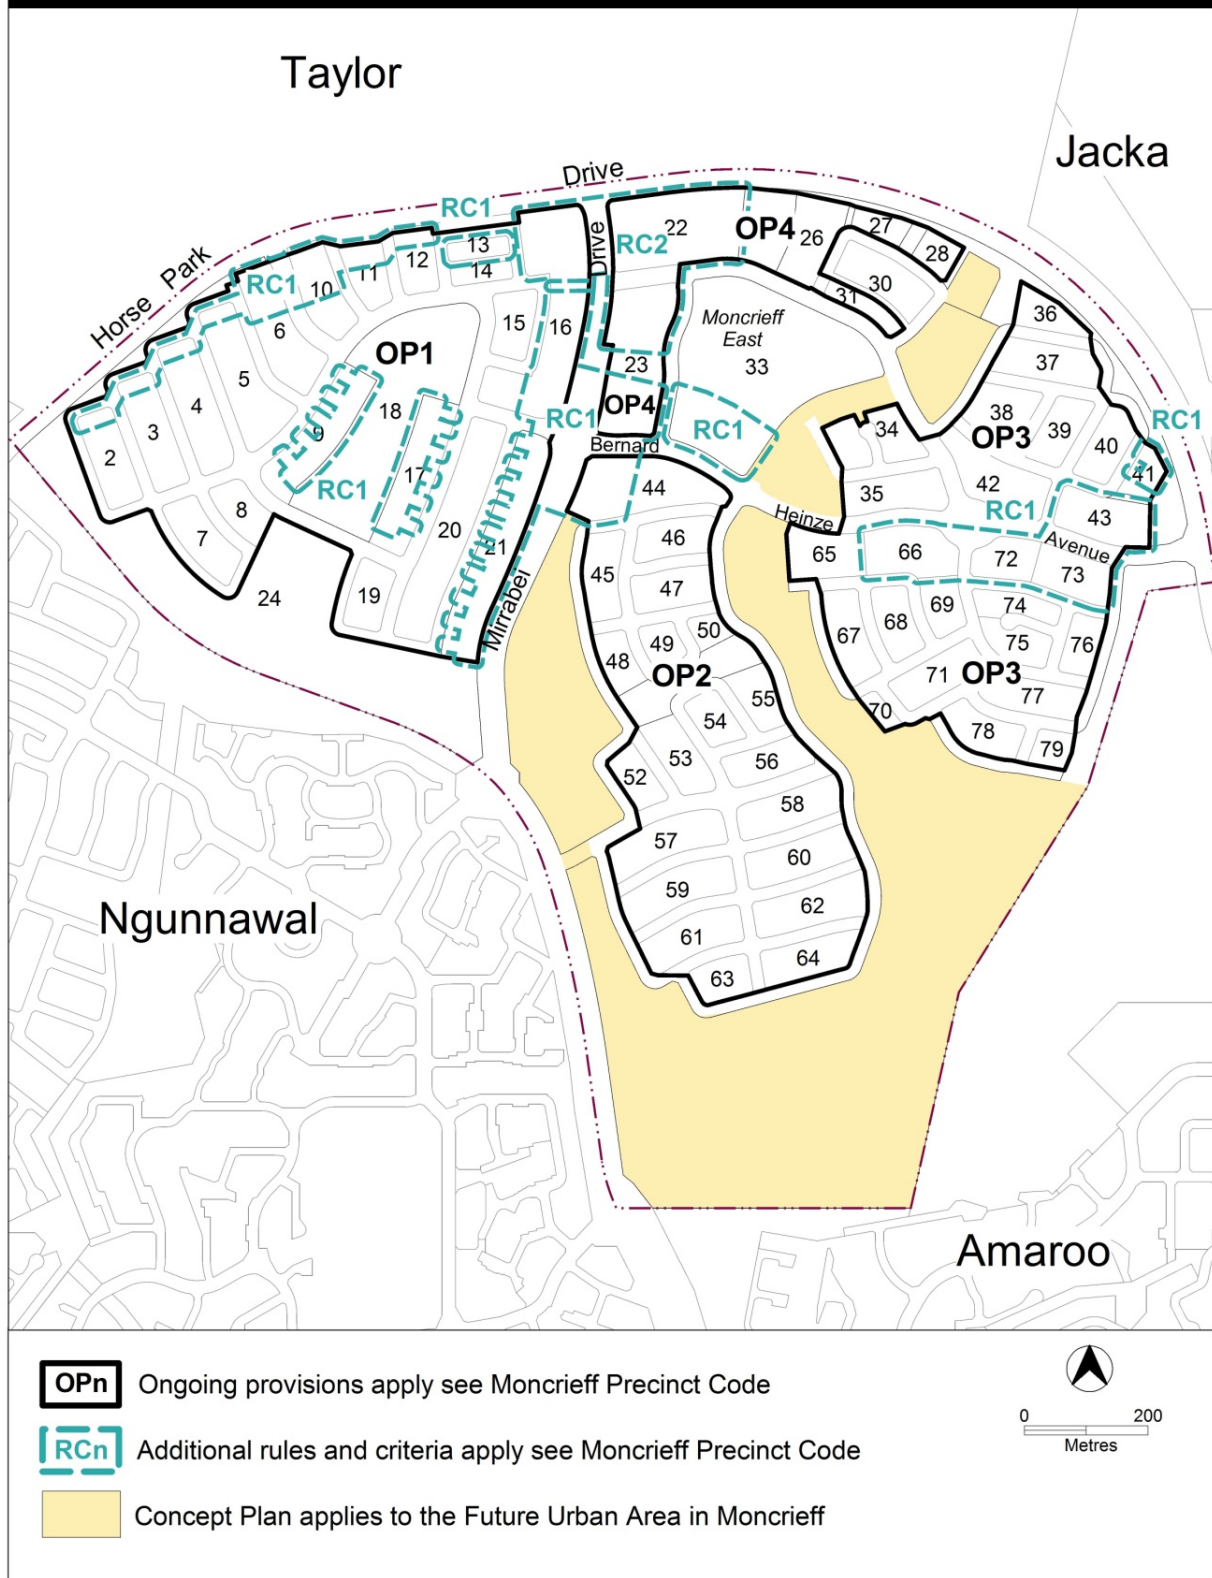 Taylor
Jacka
Drive
RC1
Horse Park
Drive
RC2
22
OP4
26
27
28
13
14
12
11
RC1
10
30
31
36
6
15
16
Moncrieff
East
33
37
OP1
23
5
18
4
9
3
2
OP4
RC1
RC1
34
38
OP3
39
40
RC1
41
Bernard
17
RC1
8
7
20
21
44
35
42
RC1
43
Heinze
Avenue
46
65
66
72
73
45
47
24
19
Mirrabei
50
49
48
OP2
67
68
69
74
75
76
71
OP3
77
70
55
54
53
52
56
78
79
58
57
60
59
62
61
64
63
Ngunnawal
Amaroo
OPn Ongoing provisions apply see Moncrieff Precinct Code
RCn Additional rules and criteria apply see Moncrieff Precinct Code
Concept Plan applies to the Future Urban Area in Moncrieff
0 200
Metres